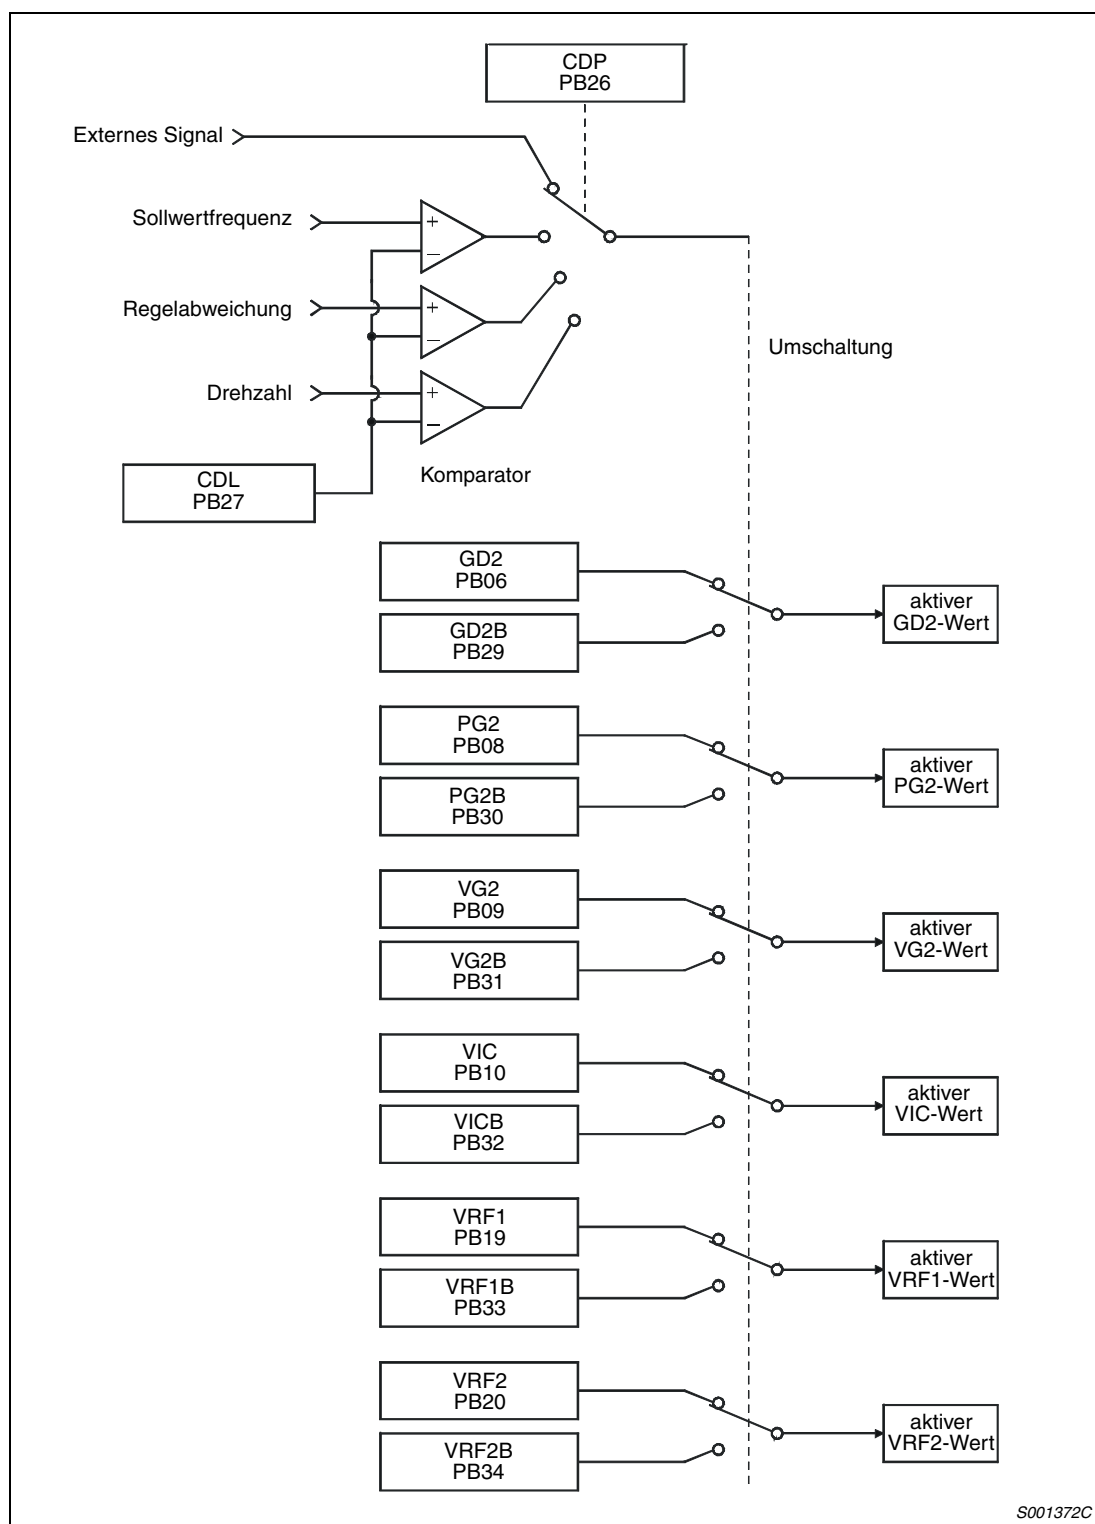 CDP
PB26
Externes Signal
Sollwertfrequenz
+
–
Regelabweichung
+
–
Umschaltung
Drehzahl
+
–
Komparator
CDL
PB27
GD2
PB06
GD2B
PB29
aktiver
GD2-Wert
PG2
PB08
PG2B
PB30
aktiver
PG2-Wert
VG2
PB09
VG2B
PB31
aktiver
VG2-Wert
VIC
PB10
VICB
PB32
aktiver
VIC-Wert
VRF1
PB19
VRF1B
PB33
aktiver
VRF1-Wert
VRF2
PB20
VRF2B
PB34
aktiver
VRF2-Wert
S001372C